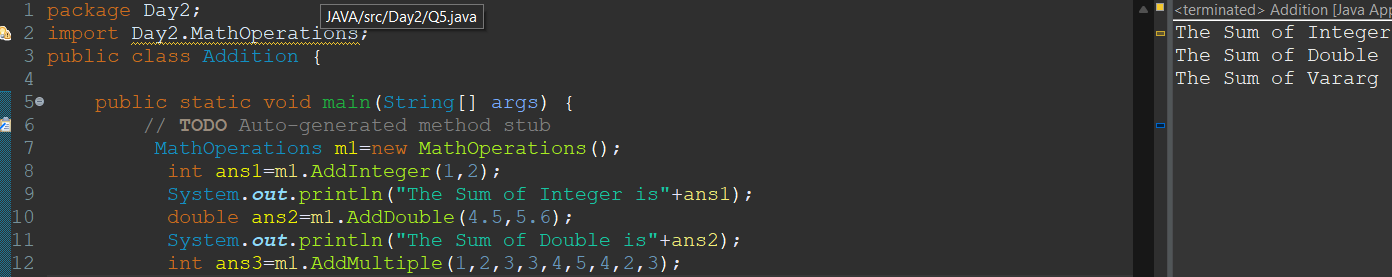 1 package Day2;
JAVA/src/Day2/Q5.java
2 import Day2.MathOperations;
3 public class Addition {
4
5 public static void main(String[] args) {
6 // TODO Auto-generated method stub
7 MathOperations m1=new MathOperations();
8 int ans1=m1.AddInteger(1,2);
9 System.out.println("The Sum of Integer is"+ans1);
10 double ans2=m1.AddDouble(4.5,5.6);
11 System.out.println("The Sum of Double is"+ans2);
12 int ans3=m1.AddMultiple(1,2,3,3,4,5,4,2,3);
<terminated> Addition [Java App
The Sum of Integer
The Sum of Double
The Sum of Vararg